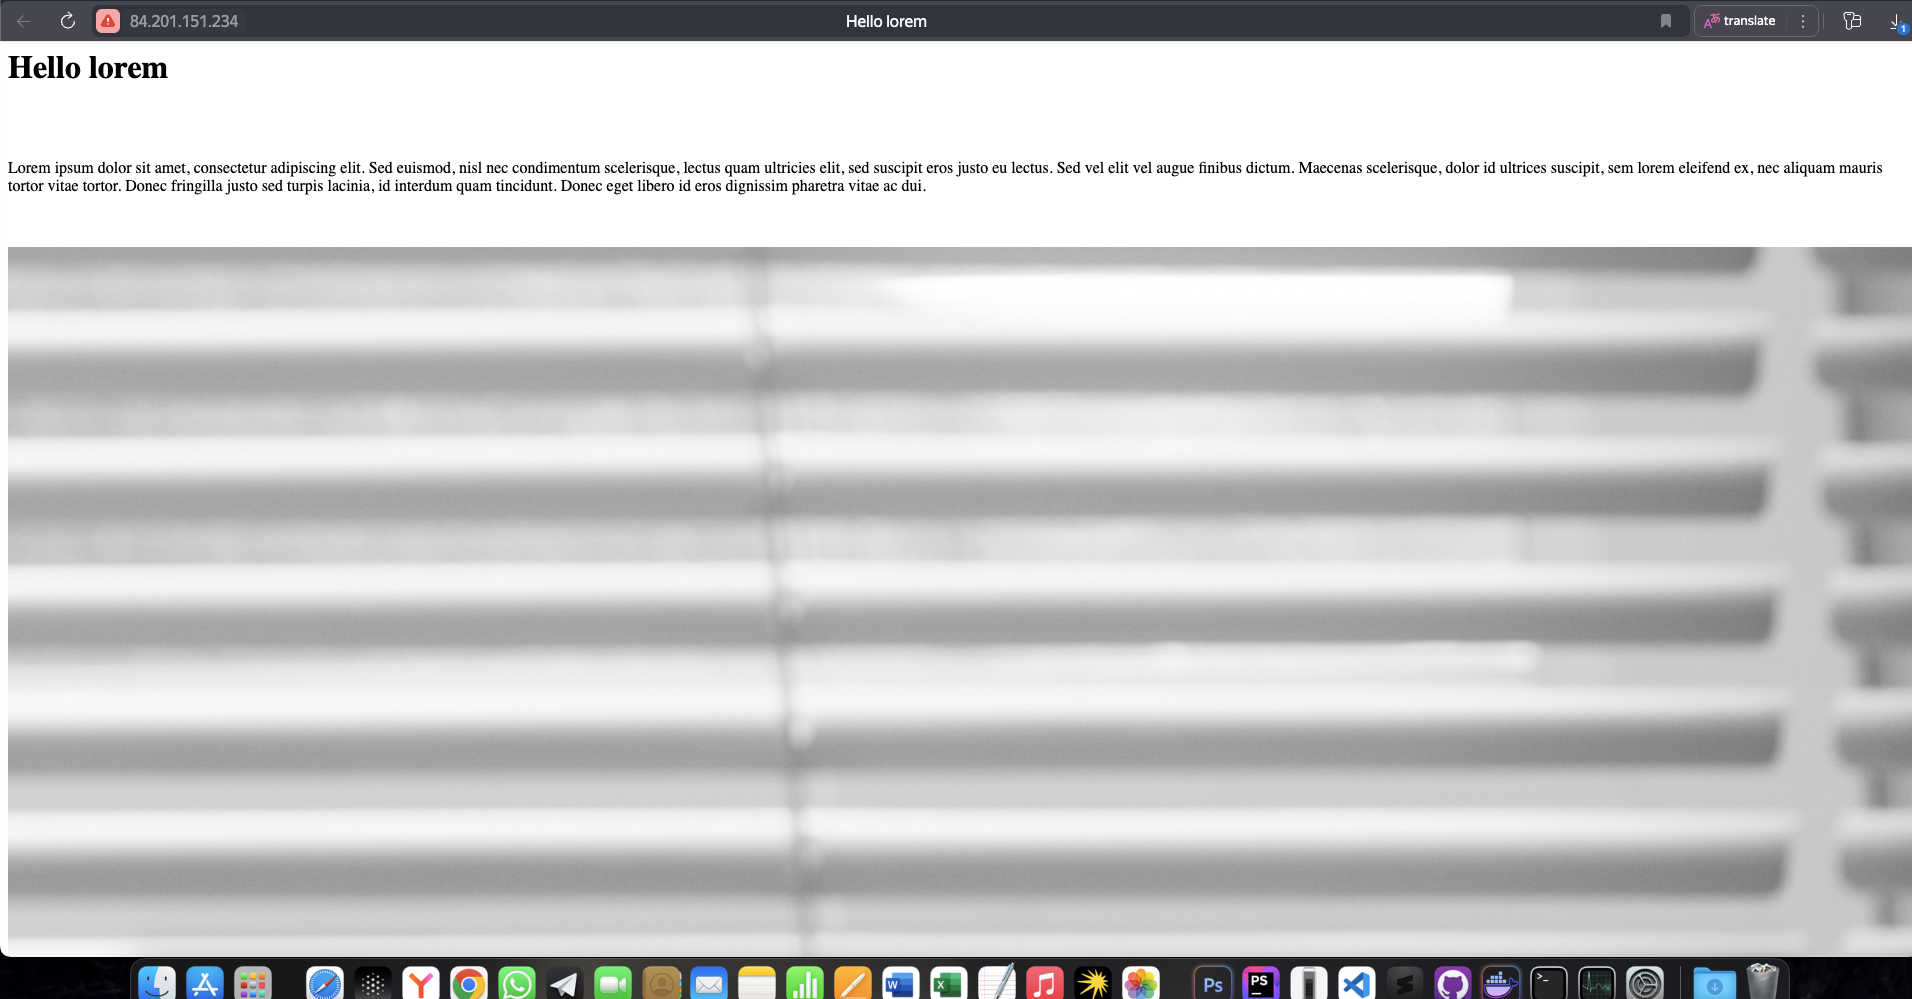 84.201.151.234
Hello lorem
translate
1
Hello lorem
Lorem ipsum dolor sit amet, consectetur adipiscing elit. Sed euismod, nisl nec condimentum scelerisque, lectus quam ultricies elit, sed suscipit eros justo eu lectus. Sed vel elit vel augue finibus dictum. Maecenas scelerisque, dolor id ultrices suscipit, sem lorem eleifend ex, nec aliquam mauris
tortor vitae tortor. Donec fringilla justo sed turpis lacinia, id interdum quam tincidunt. Donec eget libero id eros dignissim pharetra vitae ac dui.
W
X
Ps
PS